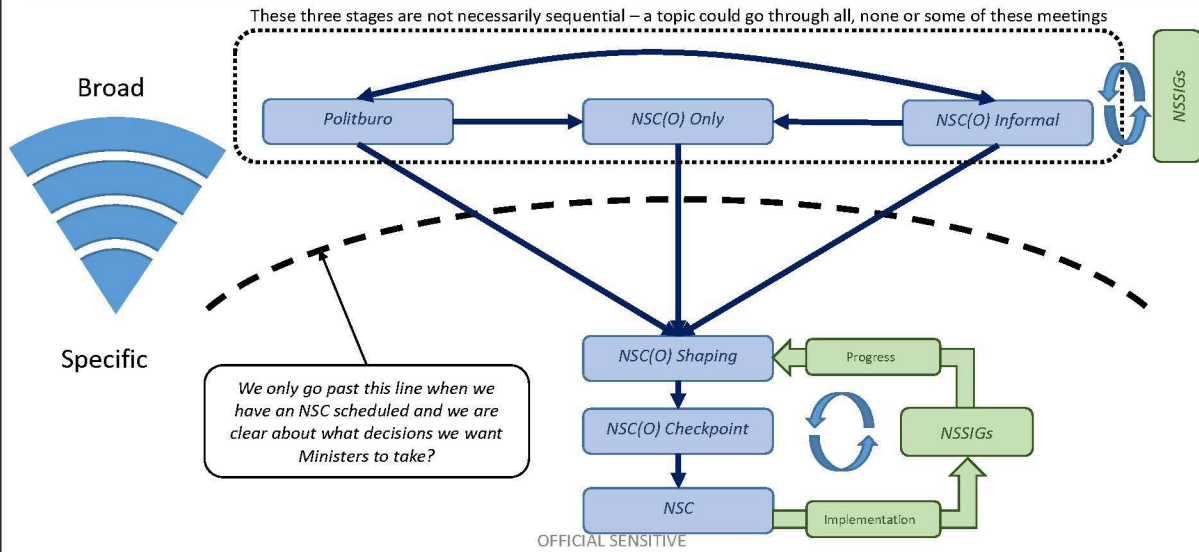 These three stages are not necessarily sequential – a topic could go through all, none or some of these meetings
Broad
Politburo
NSC(O) Only
NSC(O) Informal
NSSIGs
Specific
We only go past this line when we
have an NSC scheduled and we are
clear about what decisions we want
Ministers to take?
NSC(O) Shaping
Progress
NSC(O) Checkpoint
NSSIGs
NSC
Implementation
OFFICIAL SENSITIVE